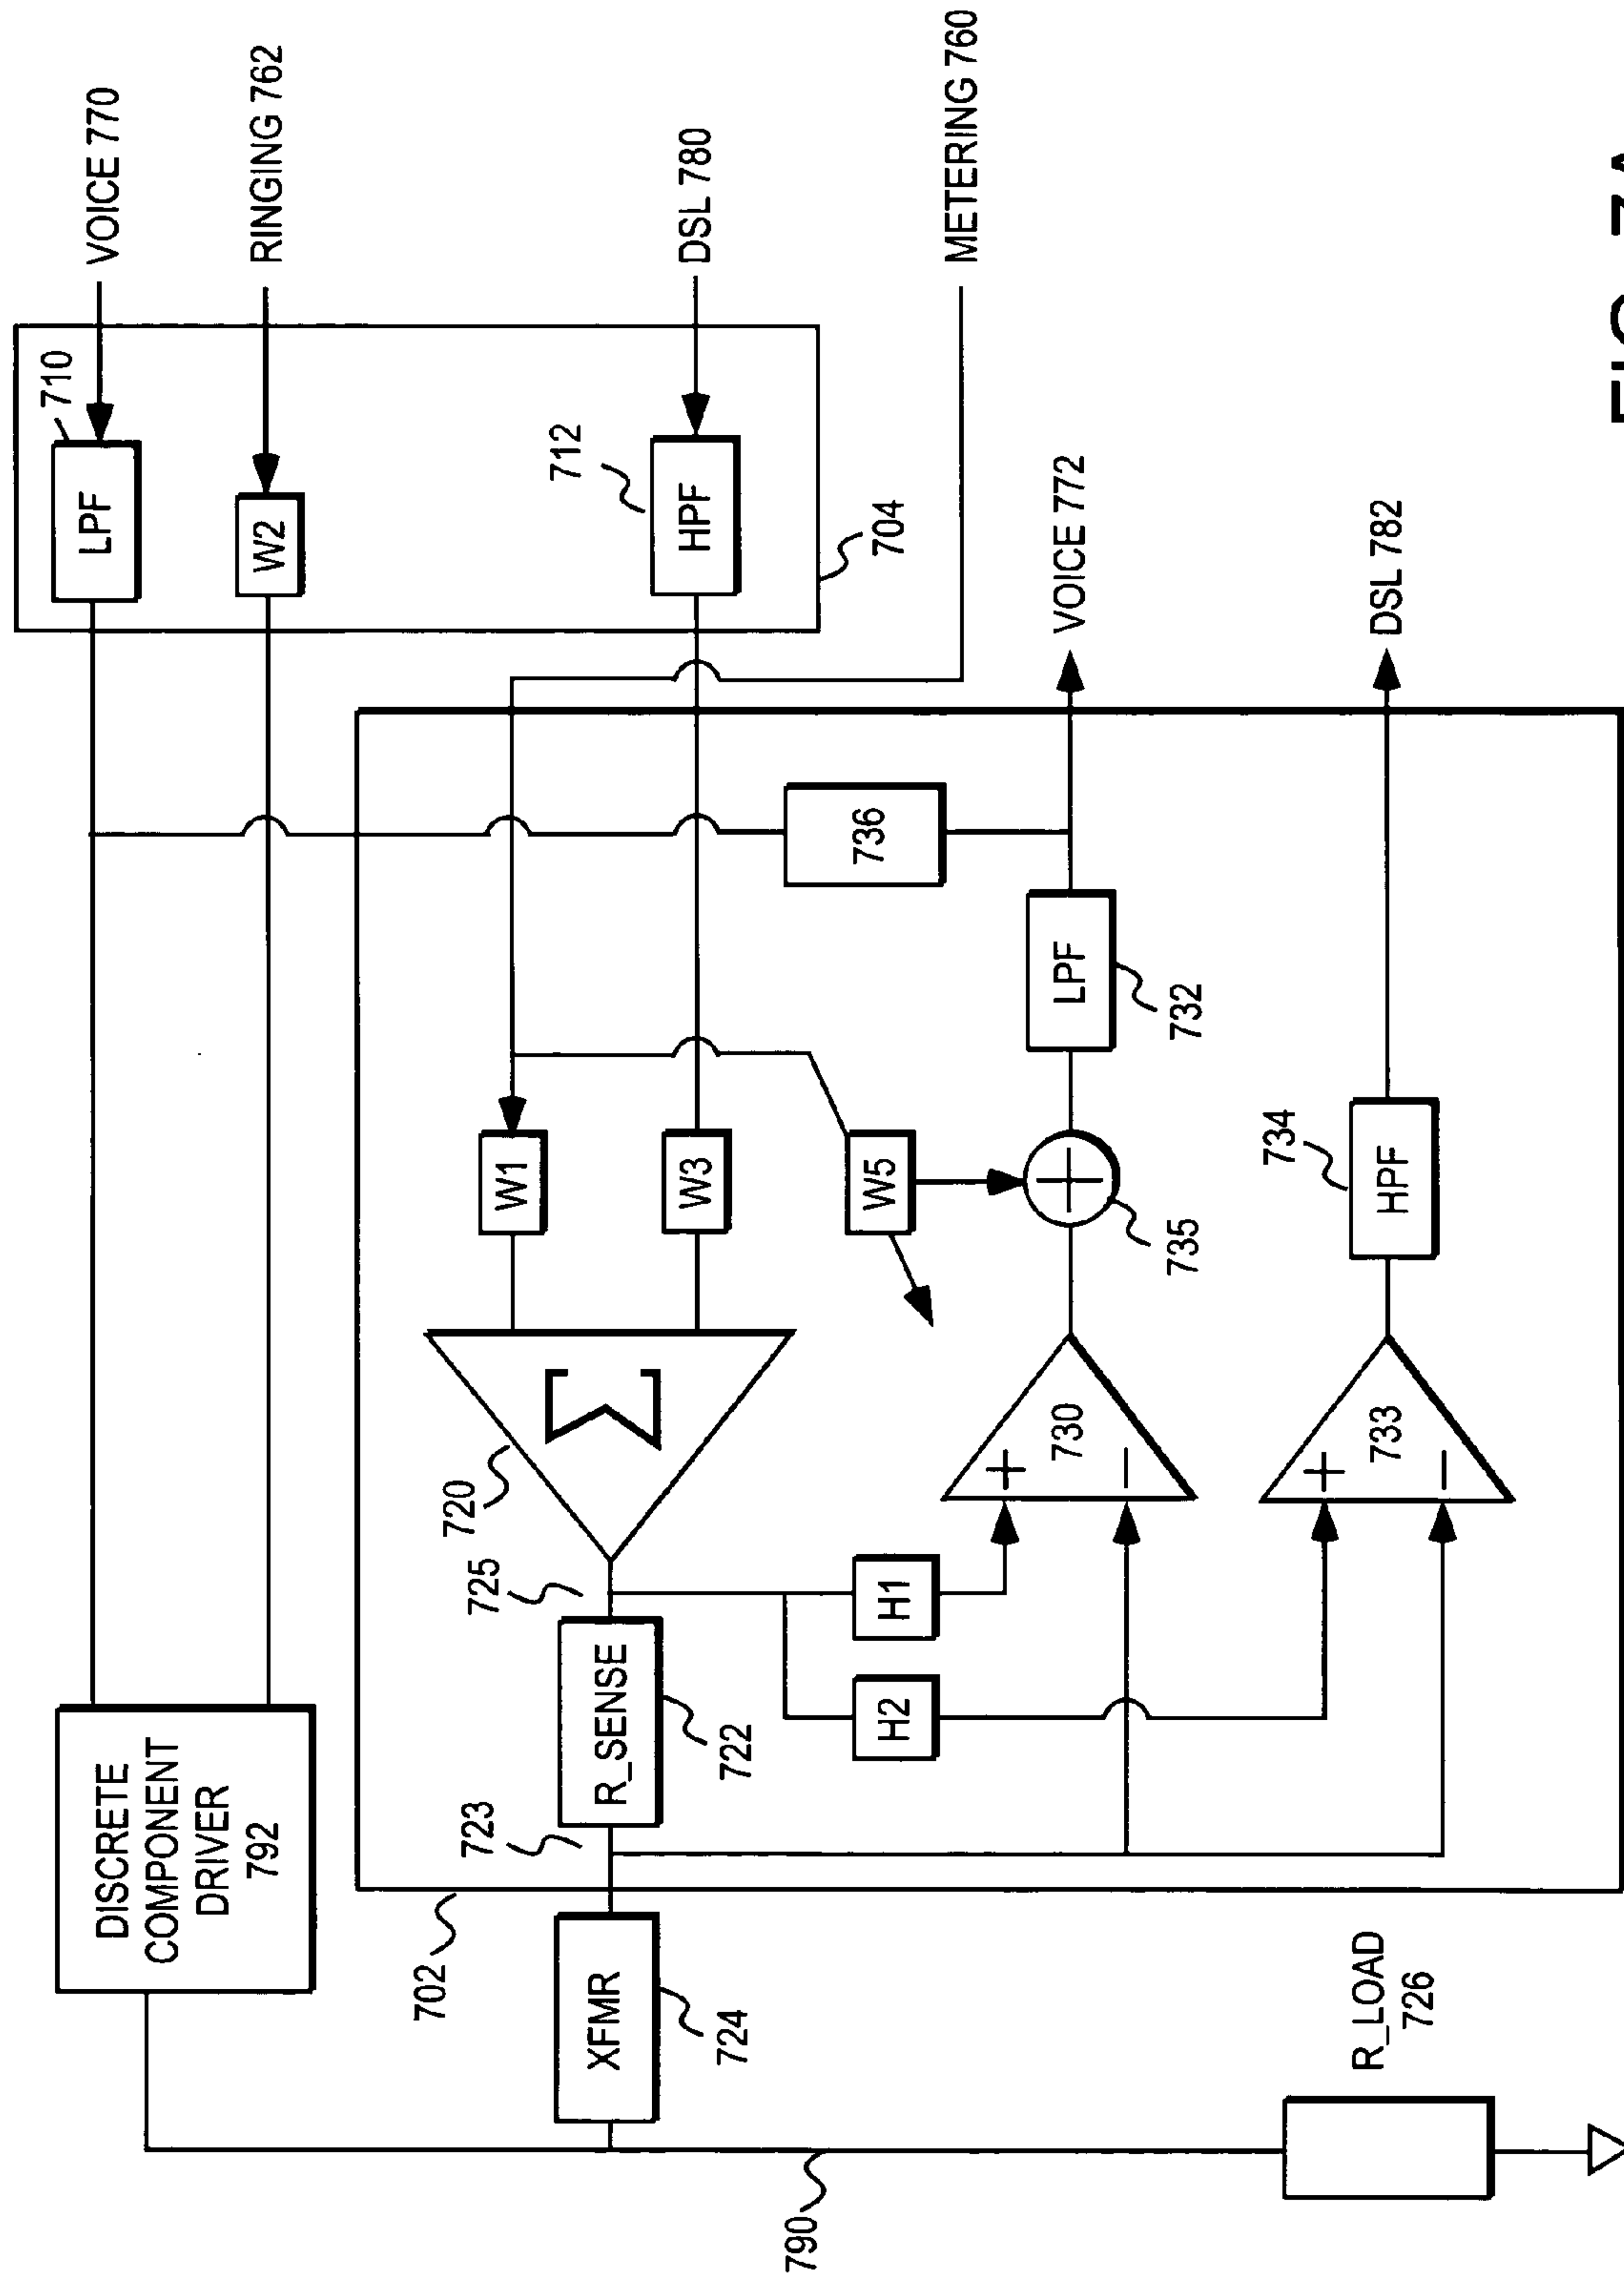 VOICE 770
RINGING 762
DSL 780
METERING 760
710
LPF
W2
712
HPF
704
VOICE 772
DSL 782
736
LPF
732
W1
W3
W5
735
734
HPF
720
Σ
725
+
730
−
+
733
−
H1
H2
R_SENSE
722
723
702
DISCRETE
COMPONENT
DRIVER
792
XFMR
724
R_LOAD
726
790